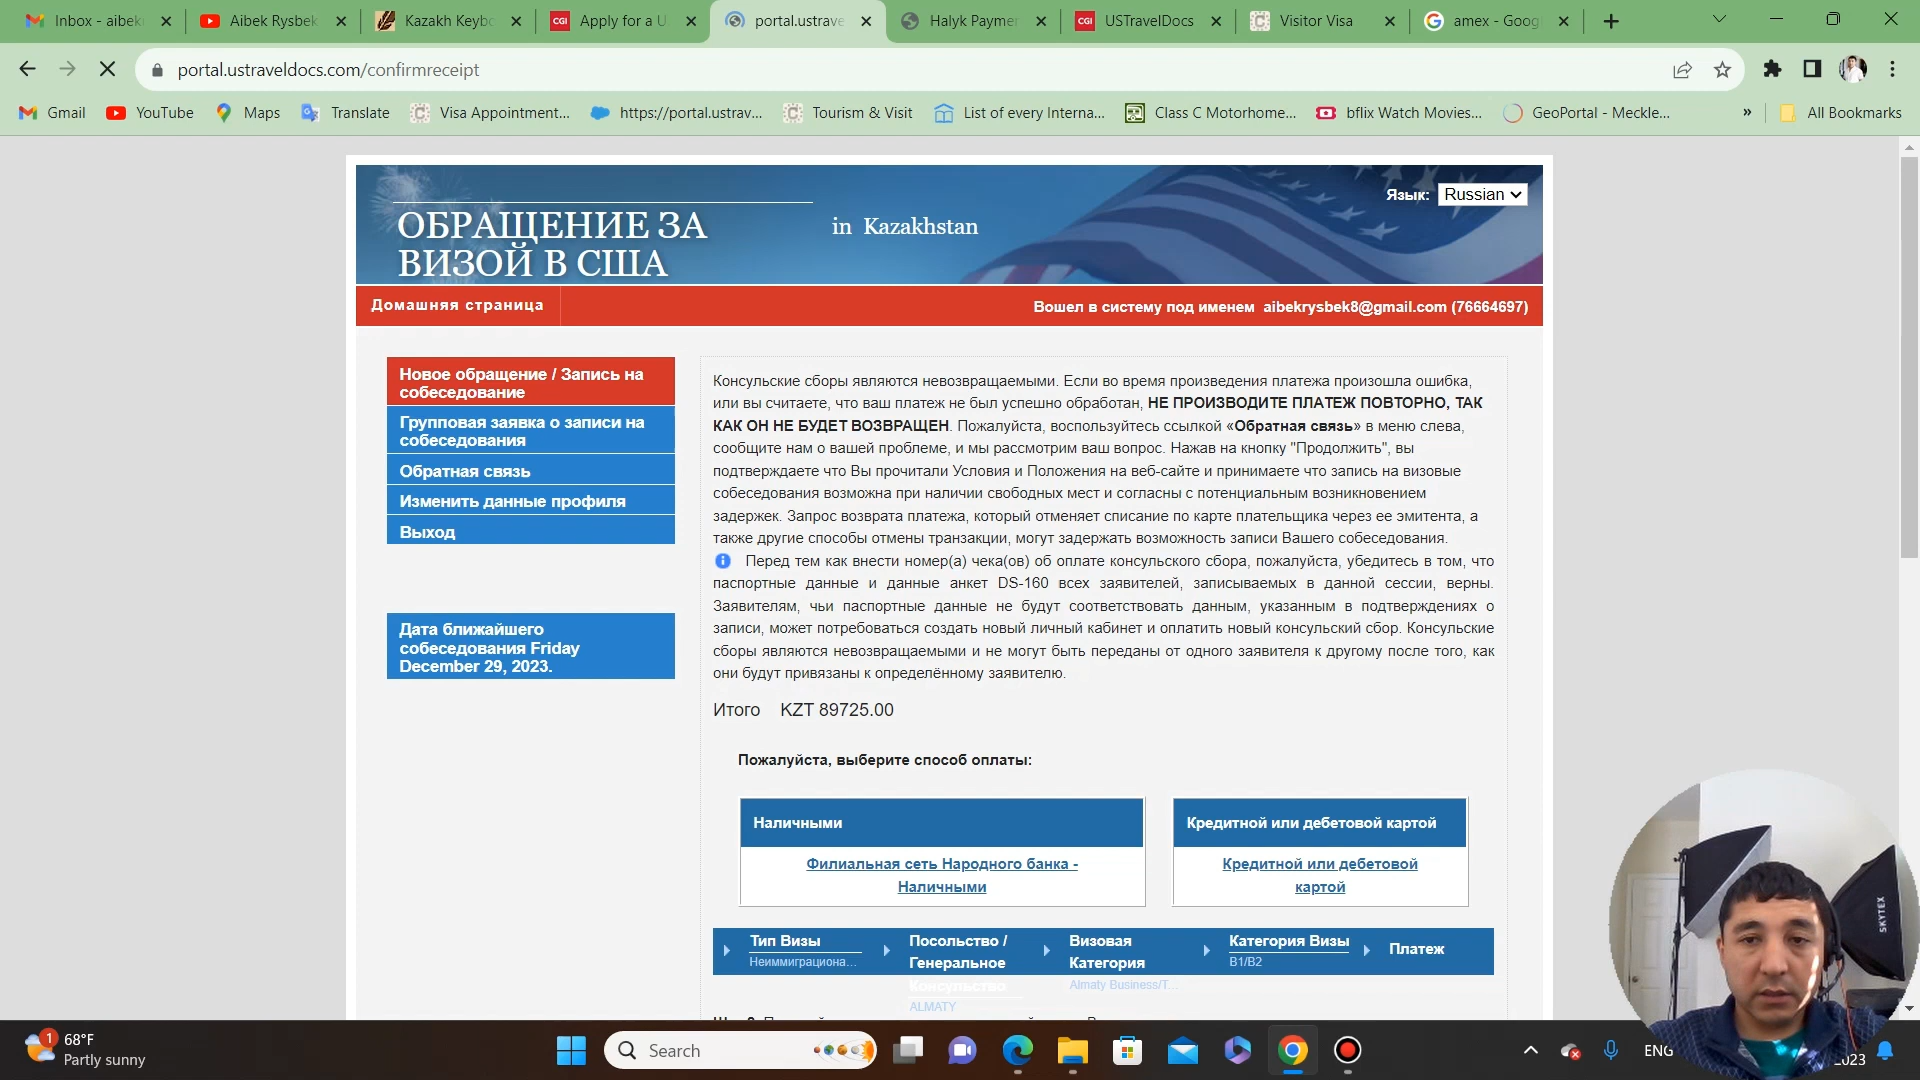 Inbox - aibek
Aibek Rysbek
Kazakh Keybo
Apply for a U
portal.ustrave
Halyk Paymen
USTravelDocs
Visitor Visa
amex - Goog
portal.ustraveldocs.com/confirmreceipt
Gmail
YouTube
Maps
Translate
Visa Appointment...
https://portal.ustrav...
Tourism & Visit
List of every Interna...
Class C Motorhome...
bflix Watch Movies...
GeoPortal - Meckle...
»
All Bookmarks
Язык: Russian
ОБРАЩЕНИЕ ЗА
ВИЗОЙ В США
in Kazakhstan
Домашняя страница
Вошел в систему под именем aibekrysbek8@gmail.com (76664697)
Новое обращение / Запись на
собеседование
Групповая заявка о записи на
собеседования
Обратная связь
Изменить данные профиля
Выход
Дата ближайшего
собеседования Friday
December 29, 2023.
Консульские сборы являются невозвращаемыми. Если во время произведения платежа произошла ошибка,
или вы считаете, что ваш платеж не был успешно обработан, НЕ ПРОИЗВОДИТЕ ПЛАТЕЖ ПОВТОРНО, ТАК
КАК ОН НЕ БУДЕТ ВОЗВРАЩЕН. Пожалуйста, воспользуйтесь ссылкой «Обратная связь» в меню слева,
сообщите нам о вашей проблеме, и мы рассмотрим ваш вопрос. Нажав на кнопку "Продолжить", вы
подтверждаете что Вы прочитали Условия и Положения на веб-сайте и принимаете что запись на визовые
собеседования возможна при наличии свободных мест и согласны с потенциальным возникновением
задержек. Запрос возврата платежа, который отменяет списание по карте плательщика через ее эмитента, а
также другие способы отмены транзакции, могут задержать возможность записи Вашего собеседования.
Перед тем как внести номер(а) чека(ов) об оплате консульского сбора, пожалуйста, убедитесь в том, что
паспортные данные и данные анкет DS-160 всех заявителей, записываемых в данной сессии, верны.
Заявителям, чьи паспортные данные не будут соответствовать данным, указанным в подтверждениях о
записи, может потребоваться создать новый личный кабинет и оплатить новый консульский сбор. Консульские
сборы являются невозвращаемыми и не могут быть переданы от одного заявителя к другому после того, как
они будут привязаны к определённому заявителю.
Итого KZT 89725.00
Пожалуйста, выберите способ оплаты:
Наличными
Филиальная сеть Народного банка -
Наличными
Кредитной или дебетовой картой
Кредитной или дебетовой
картой
Тип Визы
Неиммиграциона...
Посольство /
Генеральное
Консульство
ALMATY
Визовая
Категория
Almaty Business/T...
Категория Визы
B1/B2
Платеж
SKYTEX
1
68°F
Partly sunny
Search
ENG
2023